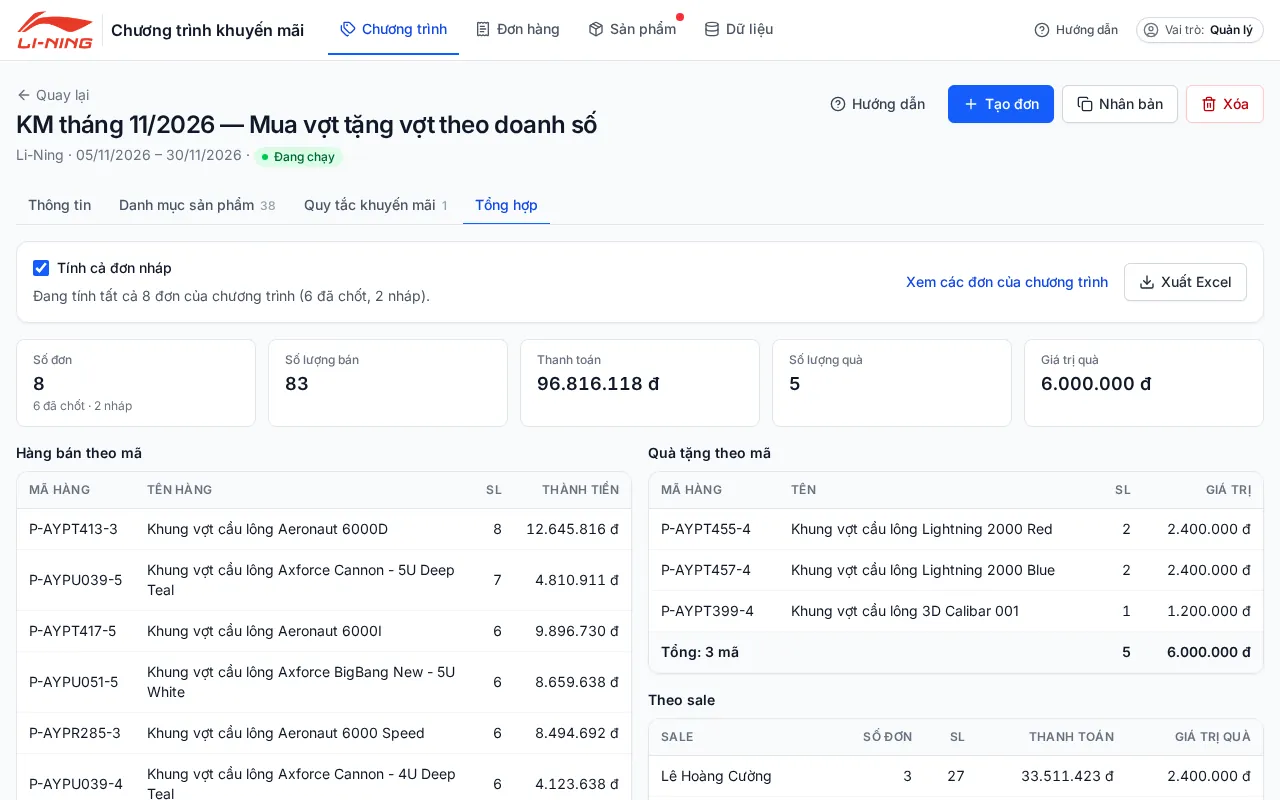 LI-NING
Chương trình khuyến mãi
Chương trình
Đơn hàng
Sản phẩm
Dữ liệu
Hướng dẫn
Vai trò: Quản lý
Quay lại
KM tháng 11/2026 — Mua vợt tặng vợt theo doanh số
Li-Ning · 05/11/2026 – 30/11/2026 · Đang chạy
Hướng dẫn
Tạo đơn
Nhân bản
Xóa
Thông tin
Danh mục sản phẩm 38
Quy tắc khuyến mãi 1
Tổng hợp
Tính cả đơn nháp
Đang tính tất cả 8 đơn của chương trình (6 đã chốt, 2 nháp).
Xem các đơn của chương trình
Xuất Excel
Số đơn
8
6 đã chốt · 2 nháp
Số lượng bán
83
Thanh toán
96.816.118 đ
Số lượng quà
5
Giá trị quà
6.000.000 đ
Hàng bán theo mã
MÃ HÀNG TÊN HÀNG SL THÀNH TIỀN
P-AYPT413-3 Khung vợt cầu lông Aeronaut 6000D 8 12.645.816 đ
P-AYPU039-5 Khung vợt cầu lông Axforce Cannon - 5U Deep 7 4.810.911 đ
Teal
P-AYPT417-5 Khung vợt cầu lông Aeronaut 6000I 6 9.896.730 đ
P-AYPU051-5 Khung vợt cầu lông Axforce BigBang New - 5U 6 8.659.638 đ
White
P-AYPR285-3 Khung vợt cầu lông Aeronaut 6000 Speed 6 8.494.692 đ
P-AYPU039-4 Khung vợt cầu lông Axforce Cannon - 4U Deep 6 4.123.638 đ
Teal
Quà tặng theo mã
MÃ HÀNG TÊN SL GIÁ TRỊ
P-AYPT455-4 Khung vợt cầu lông Lightning 2000 Red 2 2.400.000 đ
P-AYPT457-4 Khung vợt cầu lông Lightning 2000 Blue 2 2.400.000 đ
P-AYPT399-4 Khung vợt cầu lông 3D Calibar 001 1 1.200.000 đ
Tổng: 3 mã 5 6.000.000 đ
Theo sale
SALE SỐ ĐƠN SL THANH TOÁN GIÁ TRỊ QUÀ
Lê Hoàng Cường 3 27 33.511.423 đ 2.400.000 đ